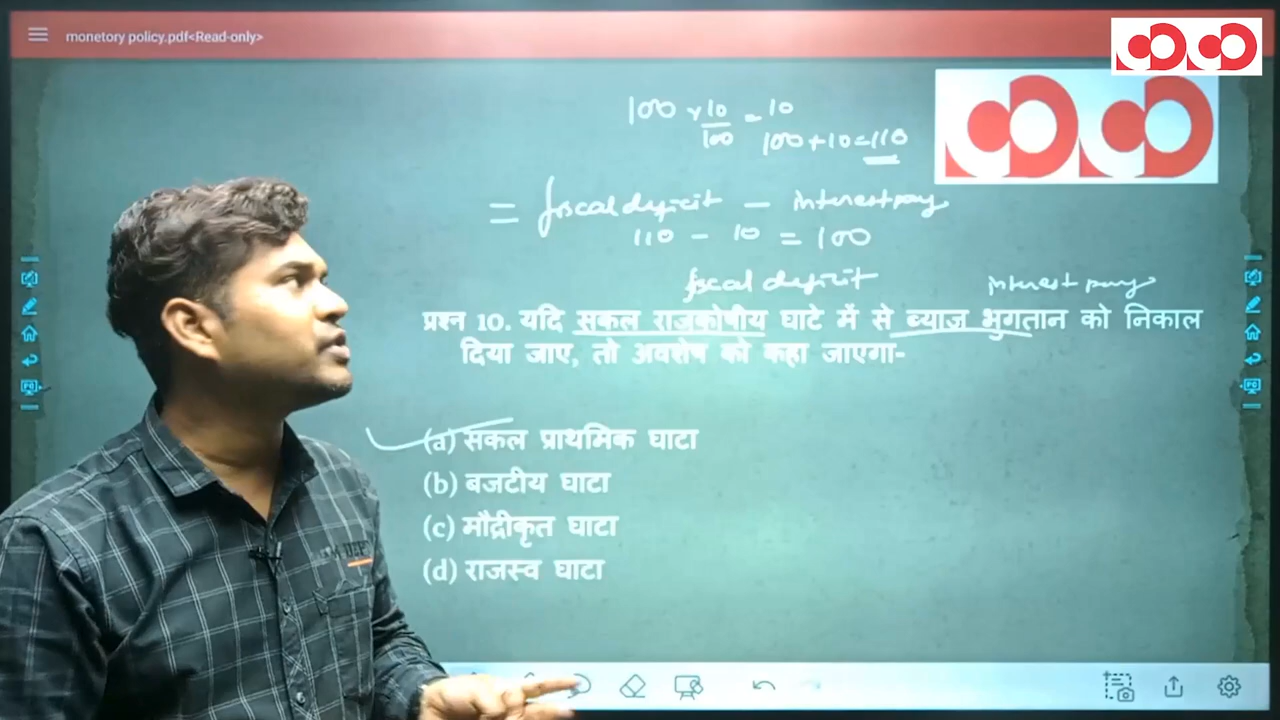 monetory policy.pdf<Read-only>
100 × 10/100 = 10
100 + 10 = 110
= fiscal deficit - interest pay
110 - 10 = 100
fiscal deficit interest pay
प्रश्न 10. यदि सकल राजकोषीय घाटे में से ब्याज भुगतान को निकाल
दिया जाए, तो अवशेष को कहा जाएगा-
(a) सकल प्राथमिक घाटा
(b) बजटीय घाटा
(c) मौद्रीकृत घाटा
(d) राजस्व घाटा